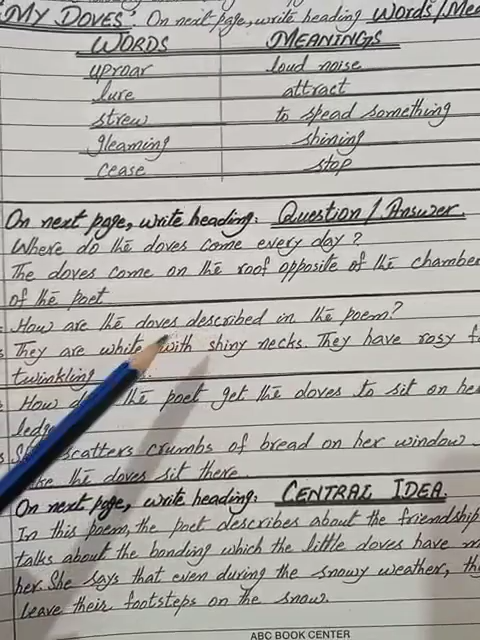 "MY DOVES". On next page, write heading Words/Mea
WORDS MEANINGS
uproar loud noise
lure attract
strew to spead something
gleaming shining
cease stop
On next page, write heading: Question / Answer.
Where do the doves come every day?
The doves come on the roof opposite of the chamber
of the poet
How are the doves described in the poem?
They are white with shiny necks. They have rosy
twinkling
How the poet get the doves to sit on her
ledge
scatters crumbs of bread on her window
the doves sit there.
On next page, write heading: CENTRAL IDEA.
In this poem, the poet describes about the friendship
talks about the bonding which the little doves have
her. She says that even during the snowy weather,
leave their footsteps on the snow.
ABC BOOK CENTER